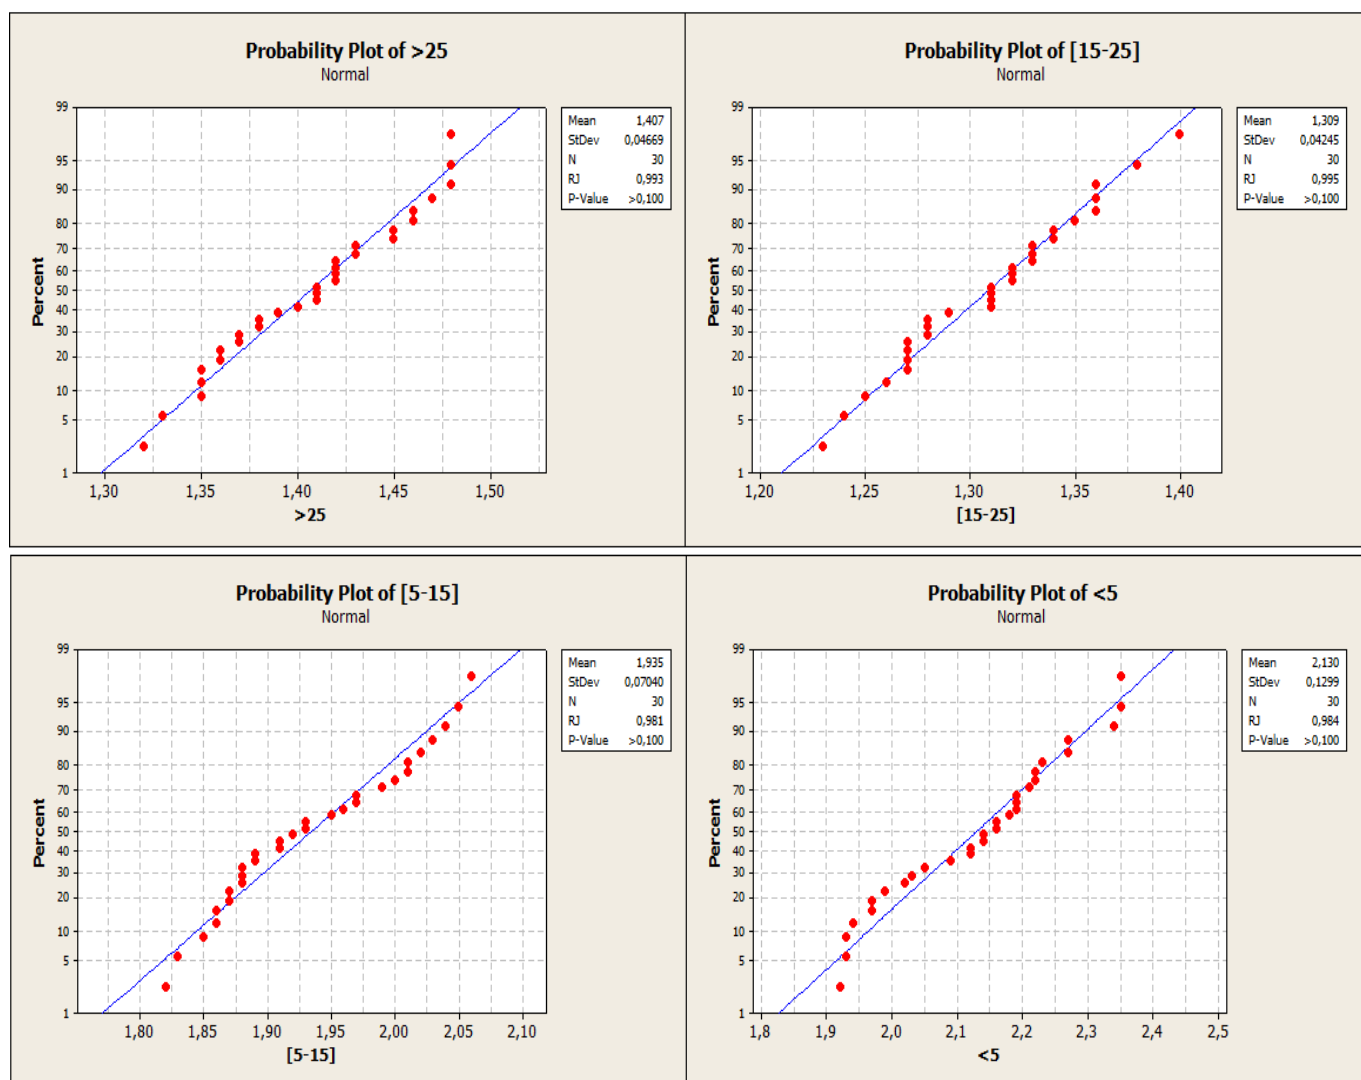 Probability Plot of >25
Normal
99
95
90
80
70
60
50
40
30
20
10
5
1
Percent
1,30 1,35 1,40 1,45 1,50
>25
Mean 1,407
StDev 0,04669
N 30
RJ 0,993
P-Value >0,100
Probability Plot of [15-25]
Normal
99
95
90
80
70
60
50
40
30
20
10
5
1
Percent
1,20 1,25 1,30 1,35 1,40
[15-25]
Mean 1,309
StDev 0,04245
N 30
RJ 0,995
P-Value >0,100
Probability Plot of [5-15]
Normal
99
95
90
80
70
60
50
40
30
20
10
5
1
Percent
1,80 1,85 1,90 1,95 2,00 2,05 2,10
[5-15]
Mean 1,935
StDev 0,07040
N 30
RJ 0,981
P-Value >0,100
Probability Plot of <5
Normal
99
95
90
80
70
60
50
40
30
20
10
5
1
Percent
1,8 1,9 2,0 2,1 2,2 2,3 2,4 2,5
<5
Mean 2,130
StDev 0,1299
N 30
RJ 0,984
P-Value >0,100